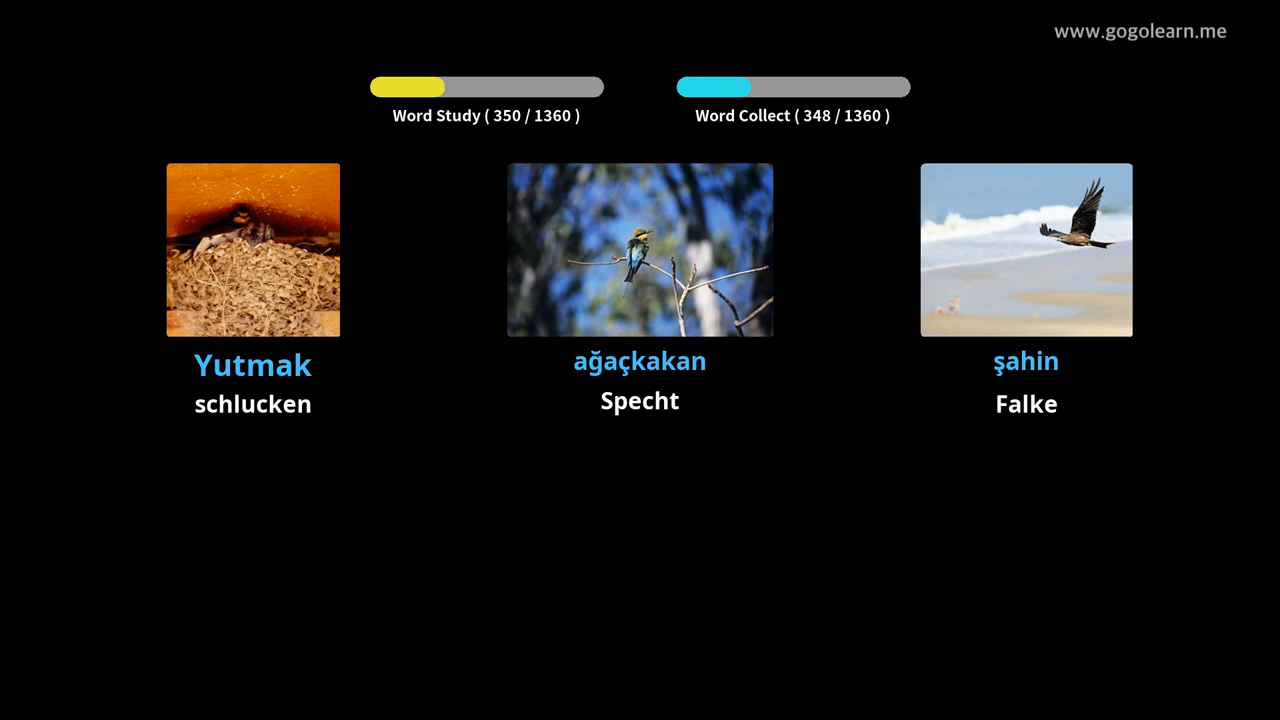 www.gogolearn.me
Word Study ( 350 / 1360 )
Word Collect ( 348 / 1360 )
Yutmak
schlucken
ağaçkakan
Specht
şahin
Falke